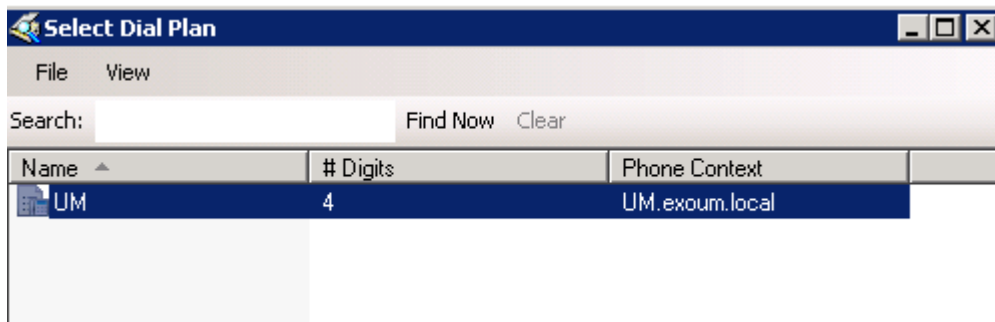 Select Dial Plan
File View
Search: Find Now Clear
Name # Digits Phone Context
UM 4 UM.exoum.local